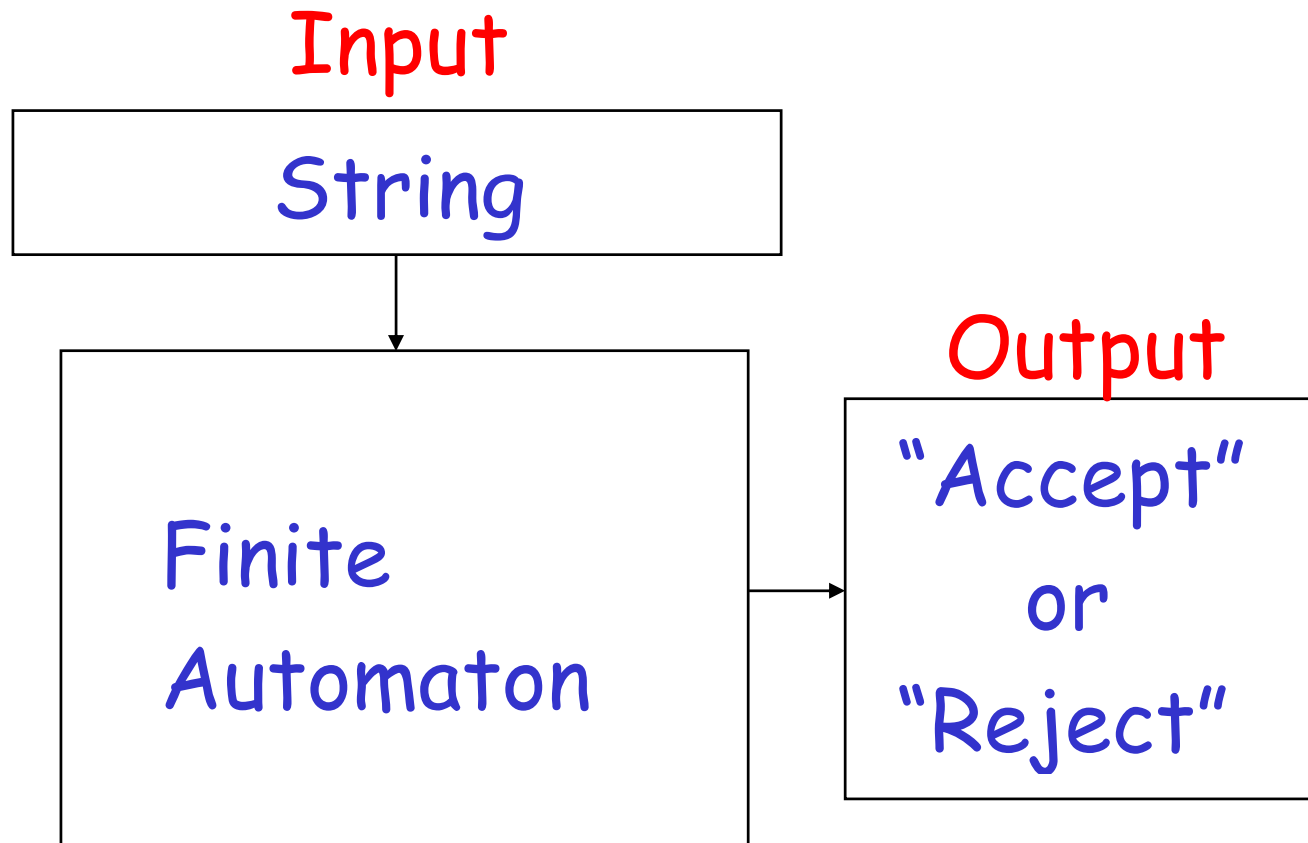 Input
String
Output
“Accept”
or
“Reject”
Finite
Automaton